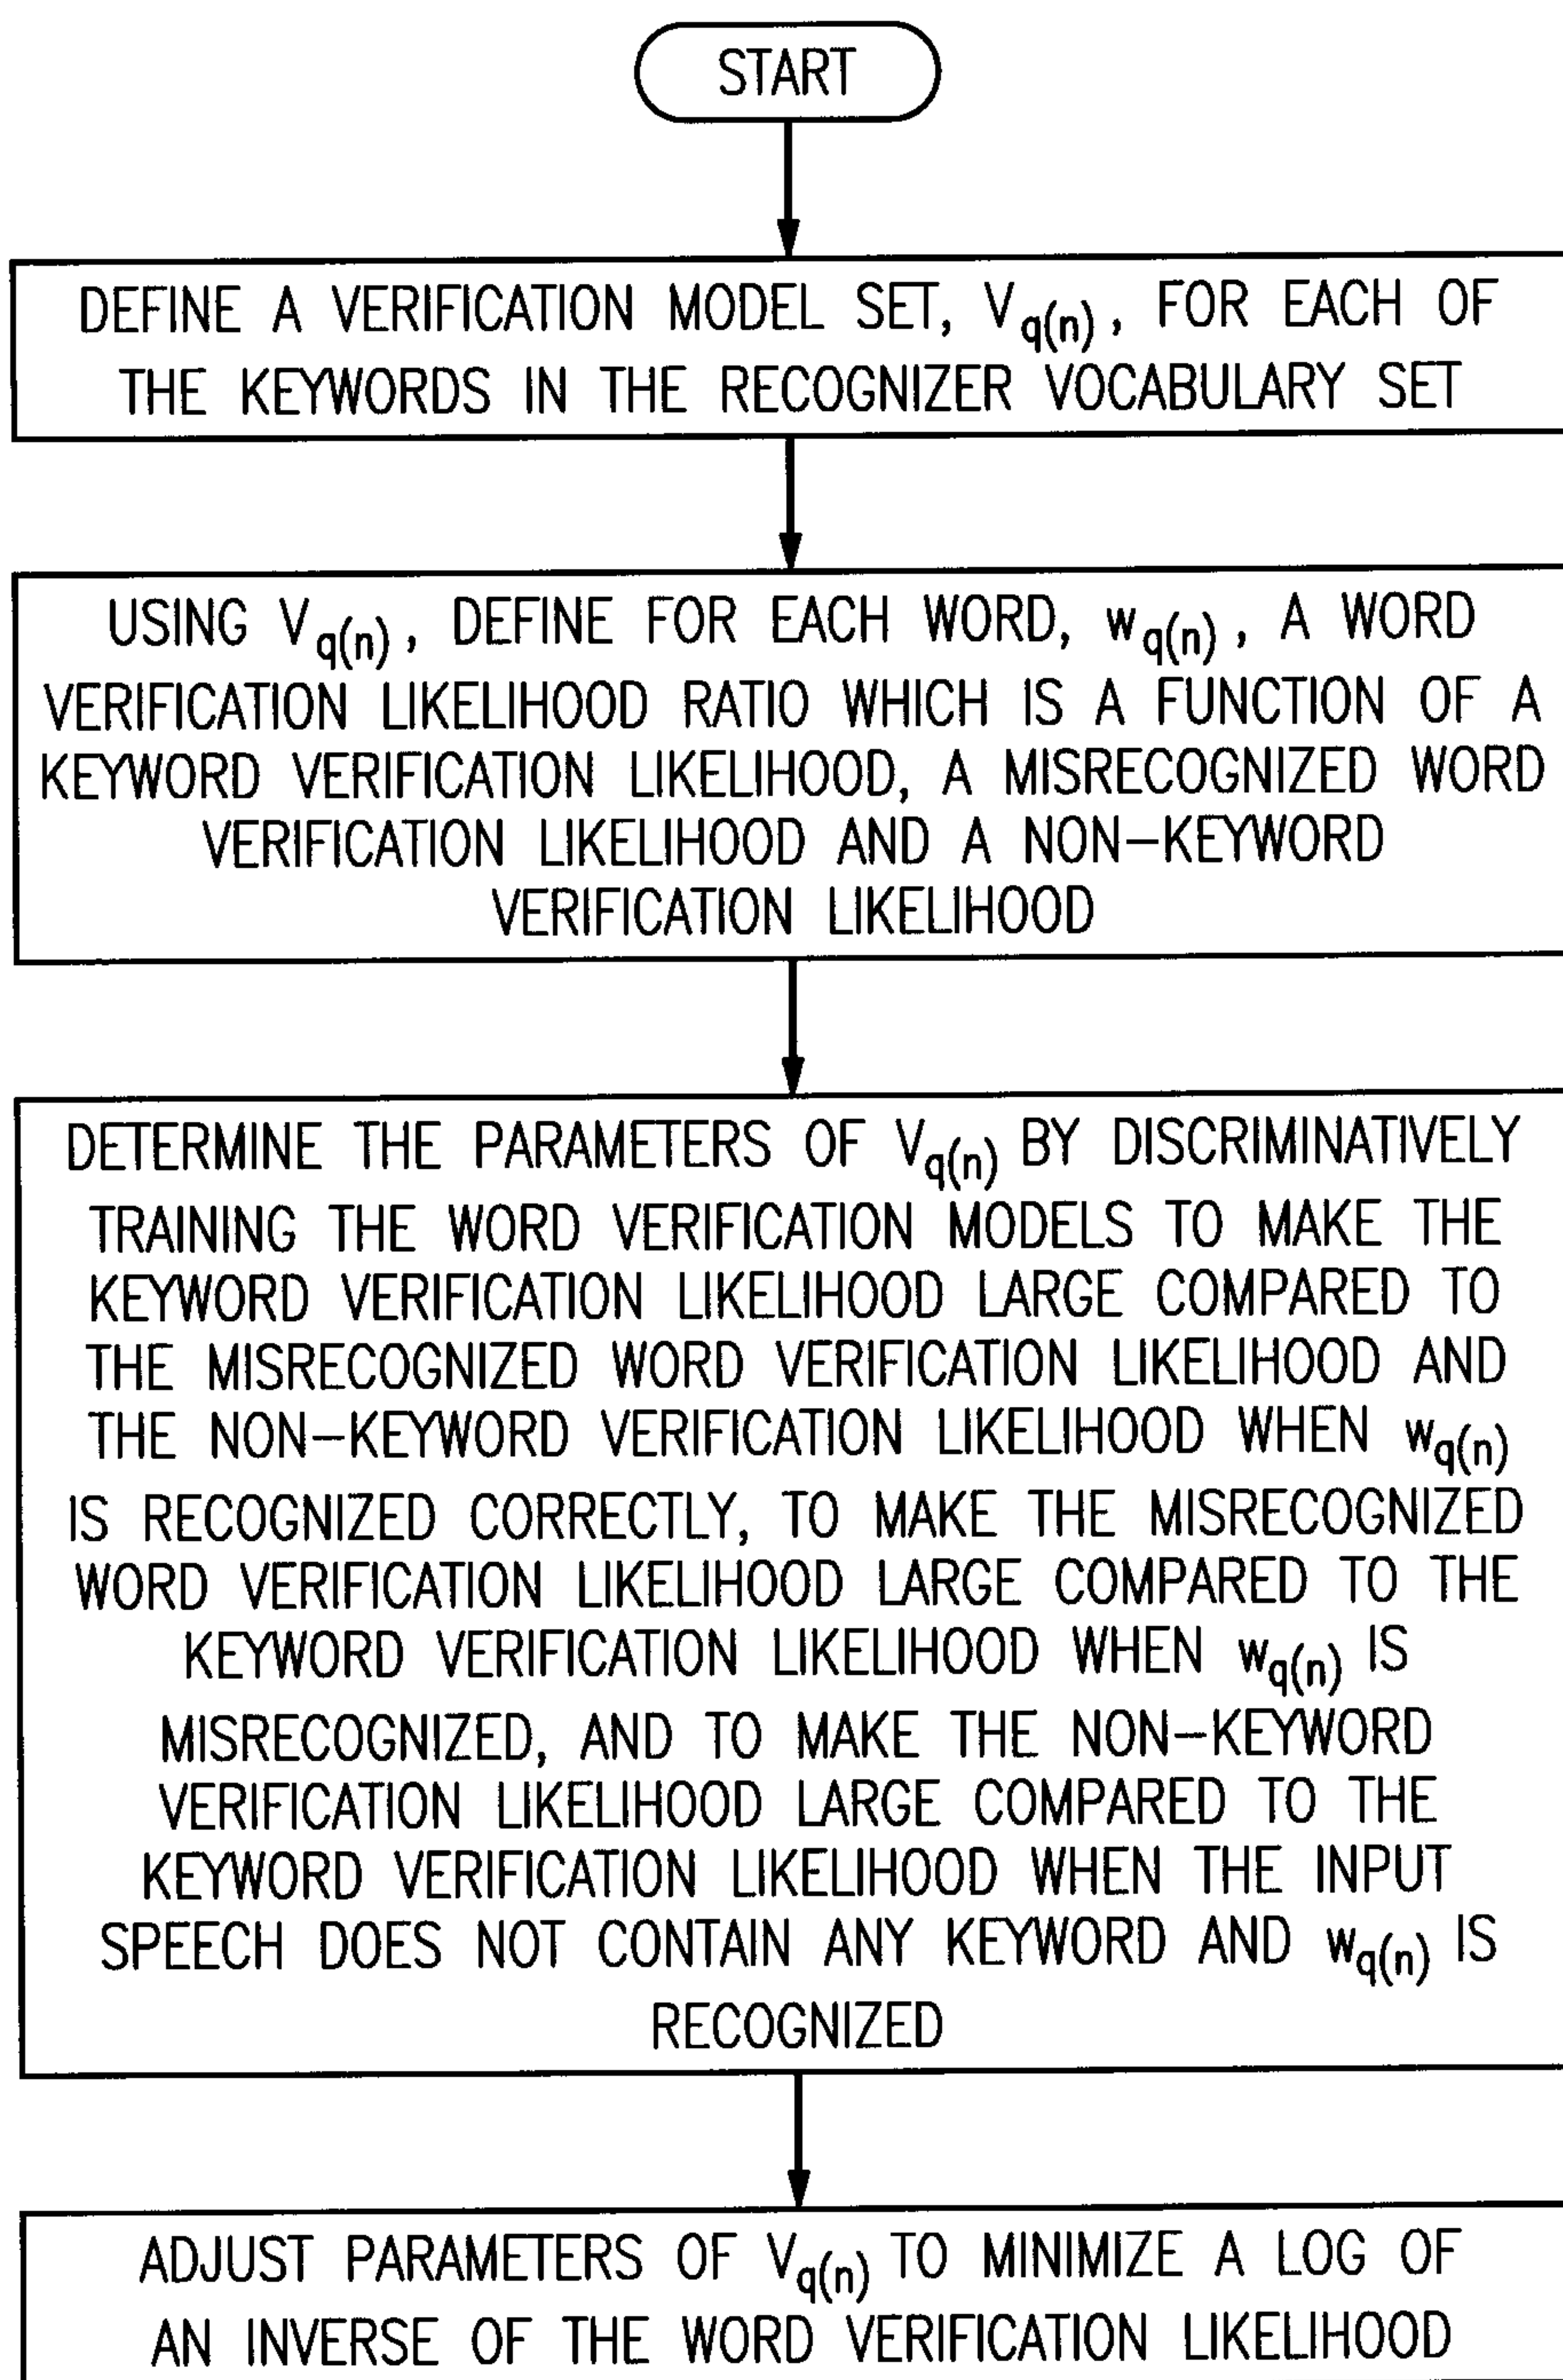 START
DEFINE A VERIFICATION MODEL SET, Vq(n), FOR EACH OF
THE KEYWORDS IN THE RECOGNIZER VOCABULARY SET
USING Vq(n), DEFINE FOR EACH WORD, wq(n), A WORD
VERIFICATION LIKELIHOOD RATIO WHICH IS A FUNCTION OF A
KEYWORD VERIFICATION LIKELIHOOD, A MISRECOGNIZED WORD
VERIFICATION LIKELIHOOD AND A NON-KEYWORD
VERIFICATION LIKELIHOOD
DETERMINE THE PARAMETERS OF Vq(n) BY DISCRIMINATIVELY
TRAINING THE WORD VERIFICATION MODELS TO MAKE THE
KEYWORD VERIFICATION LIKELIHOOD LARGE COMPARED TO
THE MISRECOGNIZED WORD VERIFICATION LIKELIHOOD AND
THE NON-KEYWORD VERIFICATION LIKELIHOOD WHEN wq(n)
IS RECOGNIZED CORRECTLY, TO MAKE THE MISRECOGNIZED
WORD VERIFICATION LIKELIHOOD LARGE COMPARED TO THE
KEYWORD VERIFICATION LIKELIHOOD WHEN wq(n) IS
MISRECOGNIZED, AND TO MAKE THE NON-KEYWORD
VERIFICATION LIKELIHOOD LARGE COMPARED TO THE
KEYWORD VERIFICATION LIKELIHOOD WHEN THE INPUT
SPEECH DOES NOT CONTAIN ANY KEYWORD AND wq(n) IS
RECOGNIZED
ADJUST PARAMETERS OF Vq(n) TO MINIMIZE A LOG OF
AN INVERSE OF THE WORD VERIFICATION LIKELIHOOD